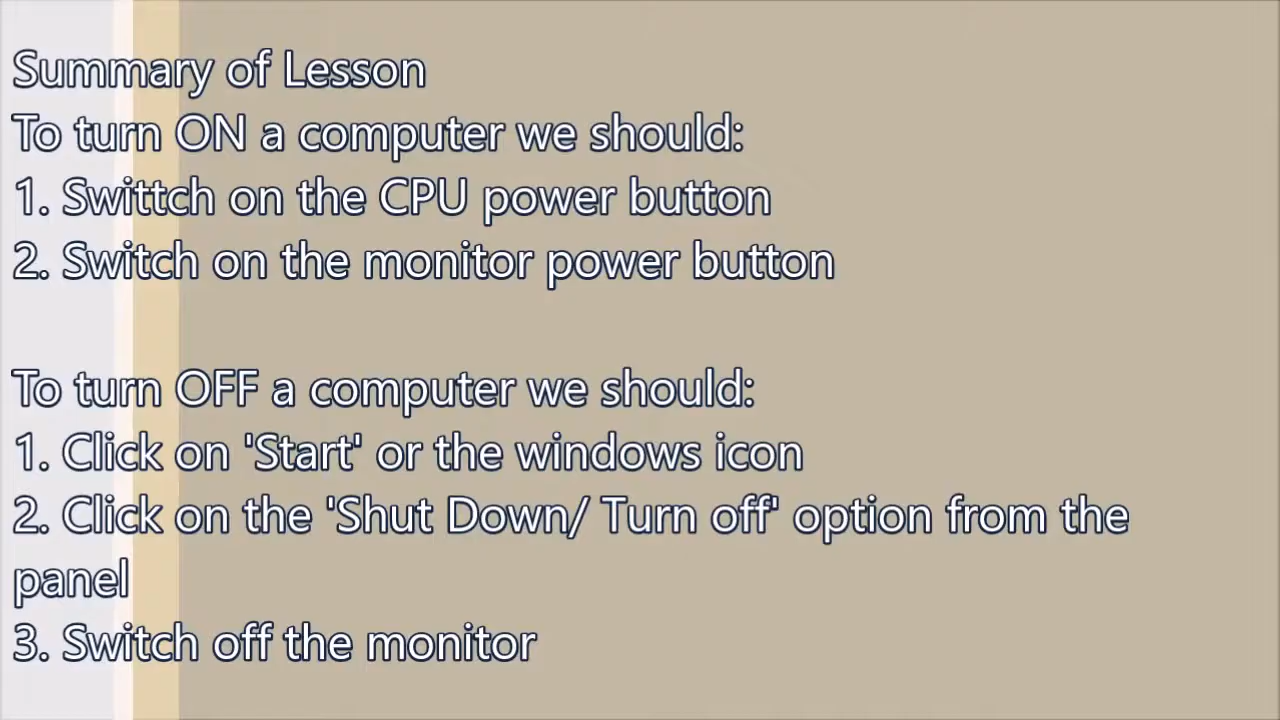 Summary of Lesson
To turn ON a computer we should:
1. Swittch on the CPU power button
2. Switch on the monitor power button
To turn OFF a computer we should:
1. Click on 'Start' or the windows icon
2. Click on the 'Shut Down/ Turn off' option from the
panel
3. Switch off the monitor